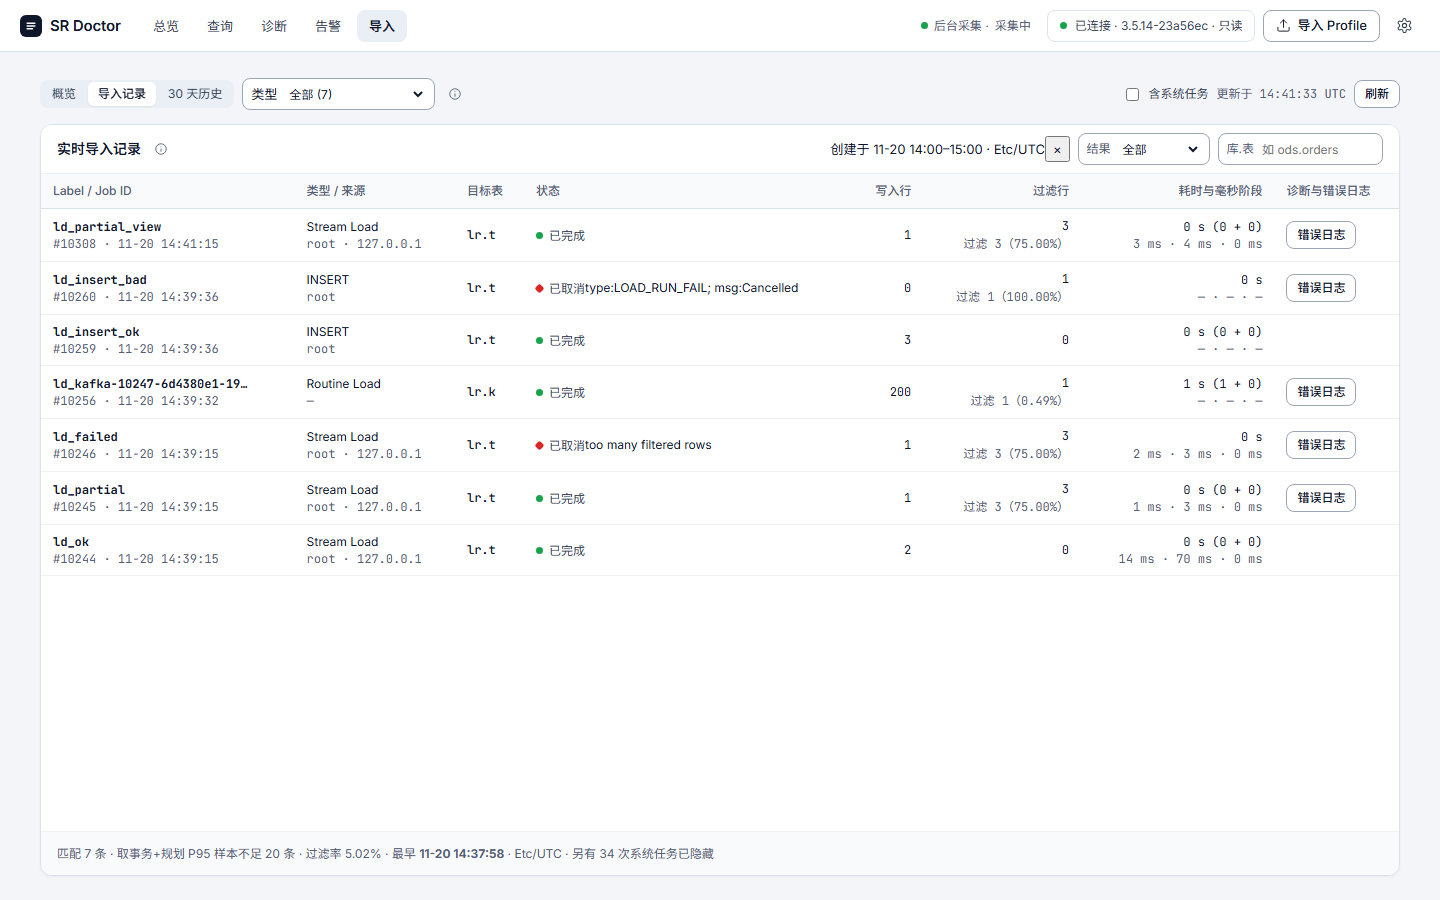 SR Doctor 总览 查询 诊断 告警 导入 后台采集 · 采集中 已连接 · 3.5.14-23a56ec · 只读 导入 Profile
概览 导入记录 30 天历史 类型 全部 (7) 含系统任务 更新于 14:41:33 UTC 刷新
实时导入记录 创建于 11-20 14:00–15:00 · Etc/UTC × 结果 全部 库.表 如 ods.orders
Label / Job ID 类型 / 来源 目标表 状态 写入行 过滤行 耗时与毫秒阶段 诊断与错误日志
ld_partial_view Stream Load lr.t 已完成 1 3 0 s (0 + 0) 错误日志
#10308 · 11-20 14:41:15 root · 127.0.0.1 过滤 3 (75.00%) 3 ms · 4 ms · 0 ms
ld_insert_bad INSERT lr.t 已取消type:LOAD_RUN_FAIL; msg:Cancelled 0 1 0 s 错误日志
#10260 · 11-20 14:39:36 root 过滤 1 (100.00%) — · — · —
ld_insert_ok INSERT lr.t 已完成 3 0 0 s (0 + 0)
#10259 · 11-20 14:39:36 root — · — · —
ld_kafka-10247-6d4380e1-19… Routine Load lr.k 已完成 200 1 1 s (1 + 0) 错误日志
#10256 · 11-20 14:39:32 — 过滤 1 (0.49%) — · — · —
ld_failed Stream Load lr.t 已取消too many filtered rows 1 3 0 s 错误日志
#10246 · 11-20 14:39:15 root · 127.0.0.1 过滤 3 (75.00%) 2 ms · 3 ms · 0 ms
ld_partial Stream Load lr.t 已完成 1 3 0 s (0 + 0) 错误日志
#10245 · 11-20 14:39:15 root · 127.0.0.1 过滤 3 (75.00%) 1 ms · 3 ms · 0 ms
ld_ok Stream Load lr.t 已完成 2 0 0 s (0 + 0)
#10244 · 11-20 14:39:15 root · 127.0.0.1 14 ms · 70 ms · 0 ms
匹配 7 条 · 取事务+规划 P95 样本不足 20 条 · 过滤率 5.02% · 最早 11-20 14:37:58 · Etc/UTC · 另有 34 次系统任务已隐藏